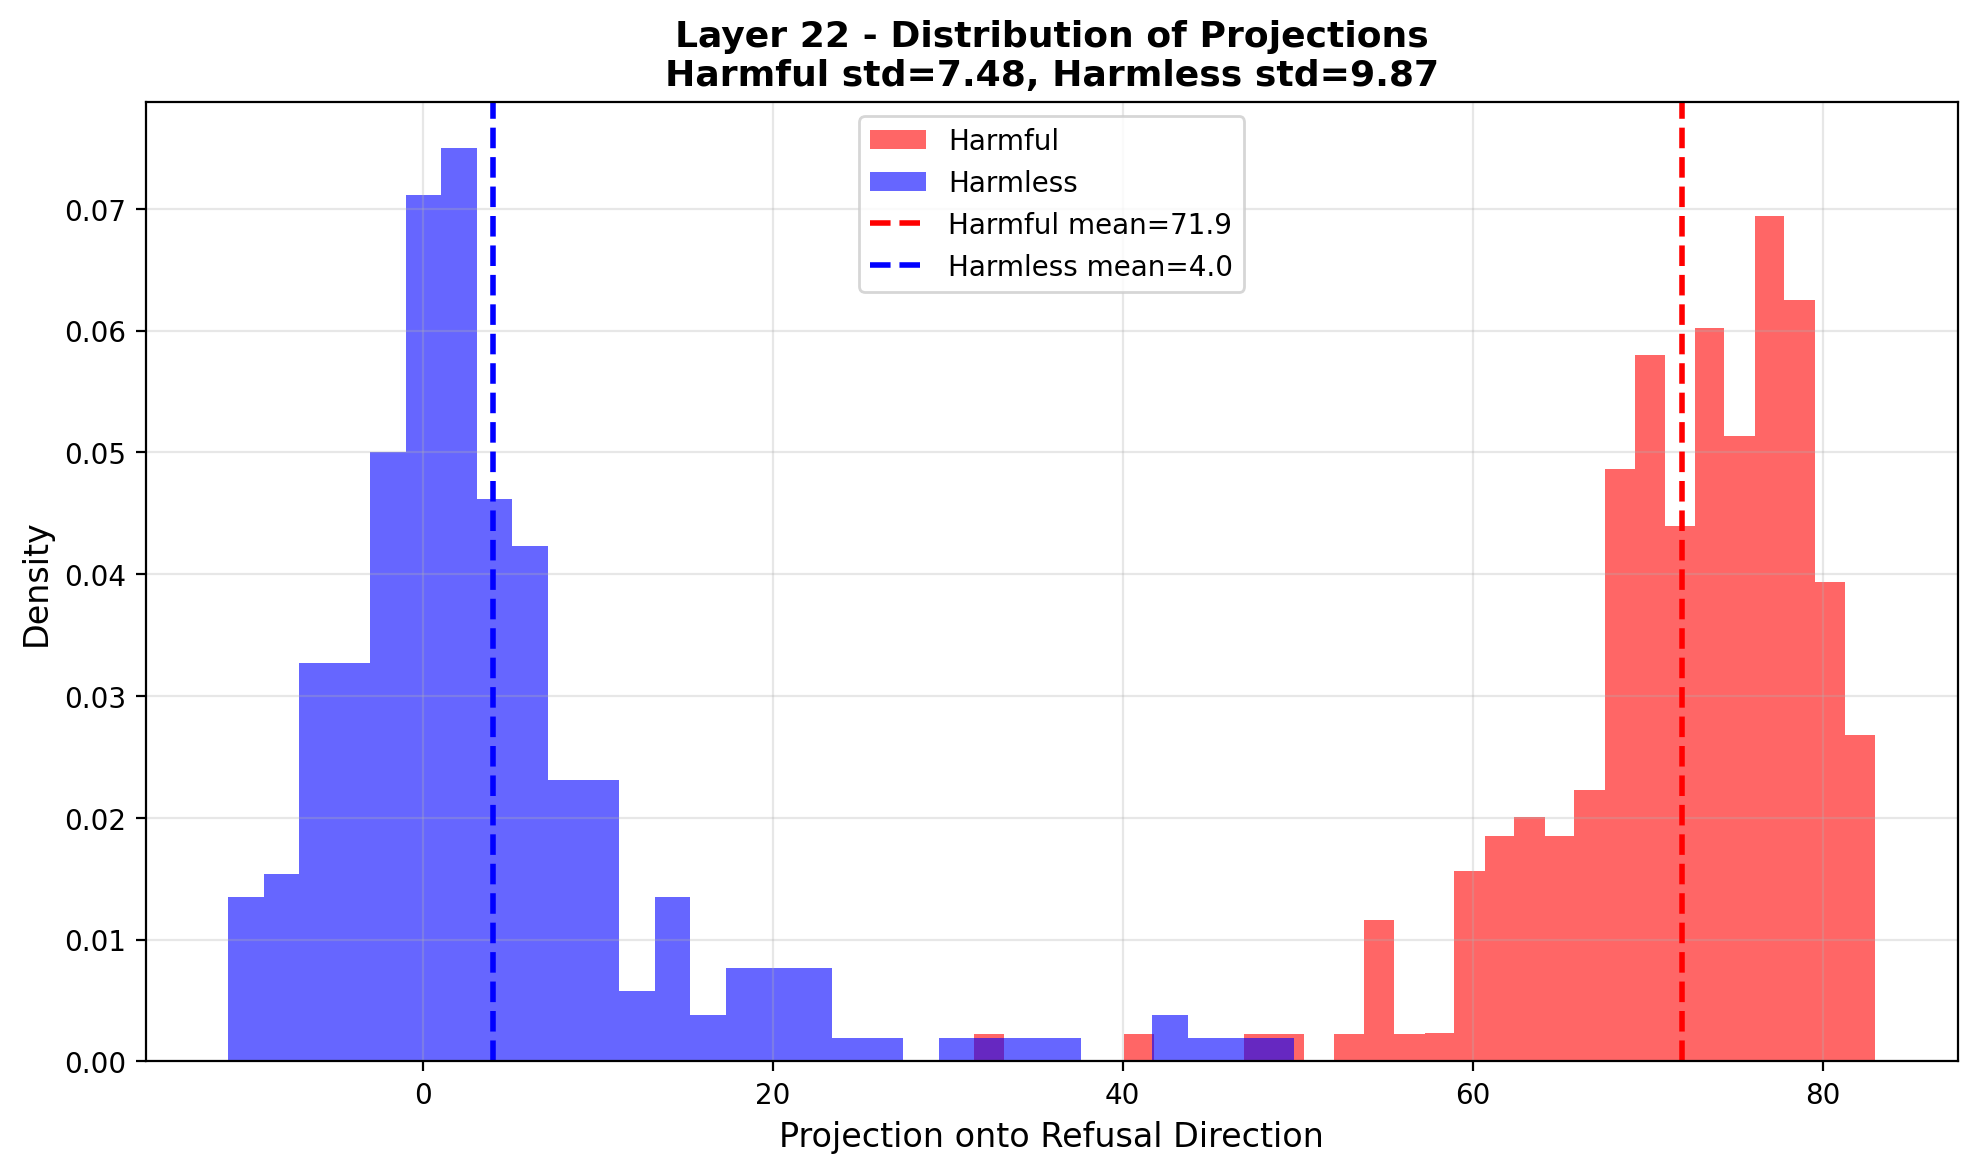 Layer 22 - Distribution of Projections
Harmful std=7.48, Harmless std=9.87
Harmful
Harmless
Harmful mean=71.9
Harmless mean=4.0
Density
0.07
0.06
0.05
0.04
0.03
0.02
0.01
0.00
0
20
40
60
80
Projection onto Refusal Direction